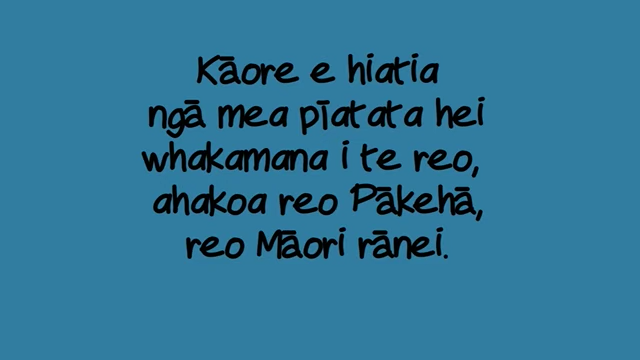 Kāore e hiatia
ngā mea pīatata hei
whakamana i te reo,
ahakoa reo Pākehā,
reo Māori rānei.